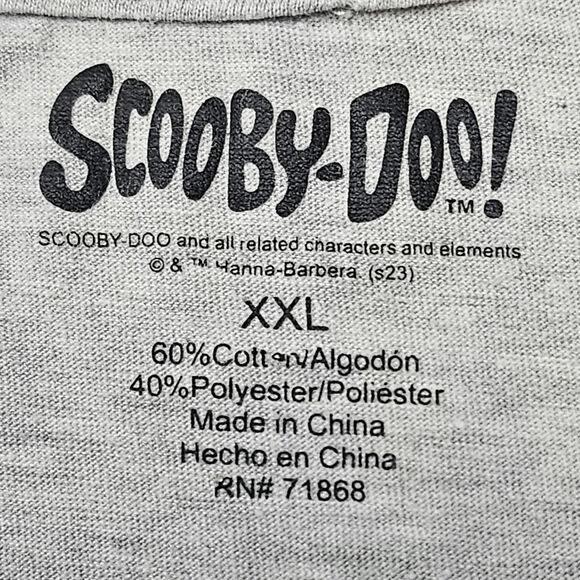 SCOOBY-DOO!™
SCOOBY-DOO and all related characters and elements
© & ™ Hanna-Barbera. (s23)
XXL
60%Cotton/Algodón
40%Polyester/Poliéster
Made in China
Hecho en China
RN# 71868